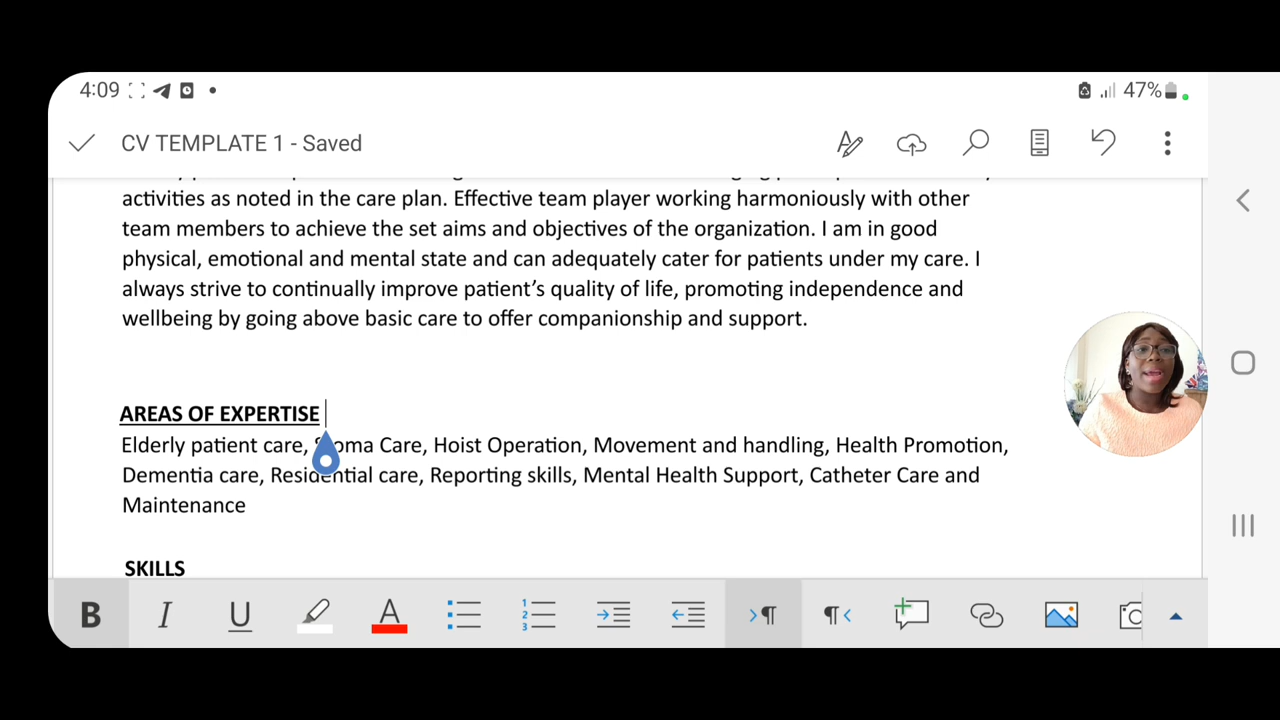 4:09
47%
CV TEMPLATE 1 - Saved
activities as noted in the care plan. Effective team player working harmoniously with other
team members to achieve the set aims and objectives of the organization. I am in good
physical, emotional and mental state and can adequately cater for patients under my care. I
always strive to continually improve patient’s quality of life, promoting independence and
wellbeing by going above basic care to offer companionship and support.
AREAS OF EXPERTISE
Elderly patient care, Stoma Care, Hoist Operation, Movement and handling, Health Promotion,
Dementia care, Residential care, Reporting skills, Mental Health Support, Catheter Care and
Maintenance
SKILLS
B I U A